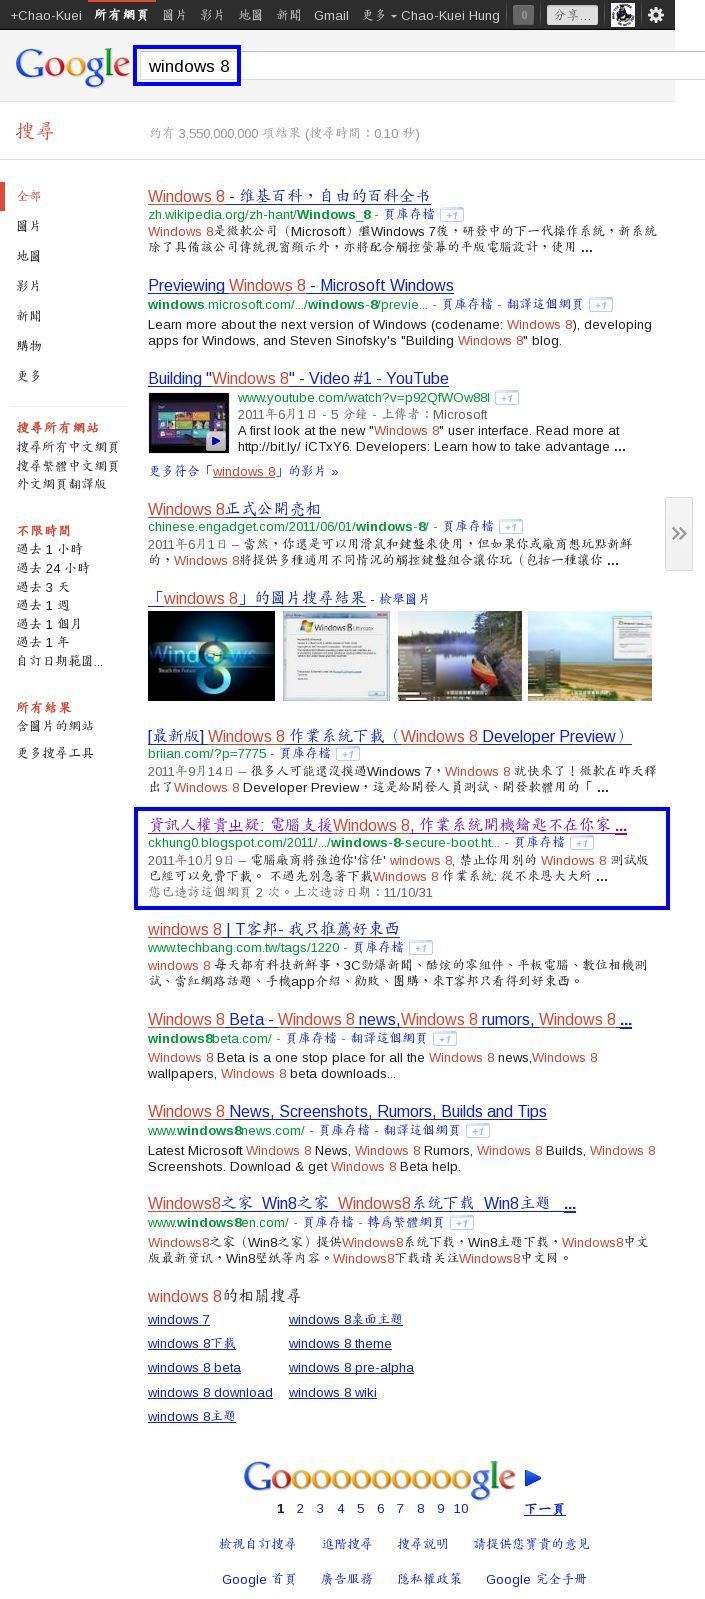 +Chao-Kuei 所有網頁 圖片 影片 地圖 新聞 Gmail 更多 Chao-Kuei Hung 0 分享...
Google windows 8
搜尋 約有 3,550,000,000 項結果 (搜尋時間：0.10 秒)
全部
圖片
地圖
影片
新聞
購物
更多
搜尋所有網站
搜尋所有中文網頁
搜尋繁體中文網頁
外文網頁翻譯版
不限時間
過去 1 小時
過去 24 小時
過去 3 天
過去 1 週
過去 1 個月
過去 1 年
自訂日期範圍...
所有結果
含圖片的網站
更多搜尋工具
Windows 8 - 维基百科，自由的百科全书
zh.wikipedia.org/zh-hant/Windows_8 - 頁庫存檔 +1
Windows 8是微軟公司（Microsoft）繼Windows 7後，研發中的下一代操作系統，新系統
除了具備該公司傳統視窗顯示外，亦將配合觸控螢幕的平版電腦設計，使用 ...
Previewing Windows 8 - Microsoft Windows
windows.microsoft.com/.../windows-8/previe... - 頁庫存檔 - 翻譯這個網頁 +1
Learn more about the next version of Windows (codename: Windows 8), developing
apps for Windows, and Steven Sinofsky's "Building Windows 8" blog.
Building "Windows 8" - Video #1 - YouTube
www.youtube.com/watch?v=p92QfWOw88I +1
2011年6月1日 - 5 分鐘 - 上傳者：Microsoft
A first look at the new "Windows 8" user interface. Read more at
http://bit.ly/ iCTxY6. Developers: Learn how to take advantage ...
更多符合「windows 8」的影片 »
Windows 8正式公開亮相
chinese.engadget.com/2011/06/01/windows-8/ - 頁庫存檔 +1
2011年6月1日 – 當然，你還是可以用滑鼠和鍵盤來使用，但如果你或廠商想玩點新鮮
的，Windows 8將提供多種適用不同情況的觸控鍵盤組合讓你玩（包括一種讓你 ...
「windows 8」的圖片搜尋結果 - 檢舉圖片
Windows 8
Touch the Future
Windows 8 Ultimate
[最新版] Windows 8 作業系統下載（Windows 8 Developer Preview）
briian.com/?p=7775 - 頁庫存檔 +1
2011年9月14日 – 很多人可能還沒摸過Windows 7，Windows 8 就快來了！微軟在昨天釋
出了Windows 8 Developer Preview，這是給開發人員測試、開發軟體用的「 ...
資訊人權貴ㄓ疑: 電腦支援Windows 8, 作業系統開機鑰匙不在你家 ...
ckhung0.blogspot.com/2011/.../windows-8-secure-boot.ht... - 頁庫存檔 +1
2011年10月9日 – 電腦廠商將強迫你'信任' windows 8, 禁止你用別的 Windows 8 測試版
已經可以免費下載。 不過先別急著下載Windows 8 作業系統: 從不來恩大大所 ...
您已造訪這個網頁 2 次。上次造訪日期：11/10/31
windows 8 | T客邦- 我只推薦好東西
www.techbang.com.tw/tags/1220 - 頁庫存檔 +1
windows 8 每天都有科技新鮮事，3C勁爆新聞、酷炫的零組件、平板電腦、數位相機測
試、當紅網路話題、手機app介紹、勸敗、團購，來T客邦只看得到好東西。
Windows 8 Beta - Windows 8 news,Windows 8 rumors, Windows 8 ...
windows8beta.com/ - 頁庫存檔 - 翻譯這個網頁 +1
Windows 8 Beta is a one stop place for all the Windows 8 news,Windows 8
wallpapers, Windows 8 beta downloads...
Windows 8 News, Screenshots, Rumors, Builds and Tips
www.windows8news.com/ - 頁庫存檔 - 翻譯這個網頁 +1
Latest Microsoft Windows 8 News, Windows 8 Rumors, Windows 8 Builds, Windows 8
Screenshots. Download & get Windows 8 Beta help.
Windows8之家_Win8之家_Windows8系统下载_Win8主题_ ...
www.windows8en.com/ - 頁庫存檔 - 轉為繁體網頁 +1
Windows8之家（Win8之家）提供Windows8系统下载，Win8主题下载，Windows8中文
版最新资讯，Win8壁纸等内容。Windows8下载请关注Windows8中文网。
windows 8的相關搜尋
windows 7 windows 8桌面主題
windows 8下載 windows 8 theme
windows 8 beta windows 8 pre-alpha
windows 8 download windows 8 wiki
windows 8主題
Goooooooooogle
1 2 3 4 5 6 7 8 9 10 下一頁
檢視自訂搜尋 進階搜尋 搜尋說明 請提供您寶貴的意見
Google 首頁 廣告服務 隱私權政策 Google 完全手冊